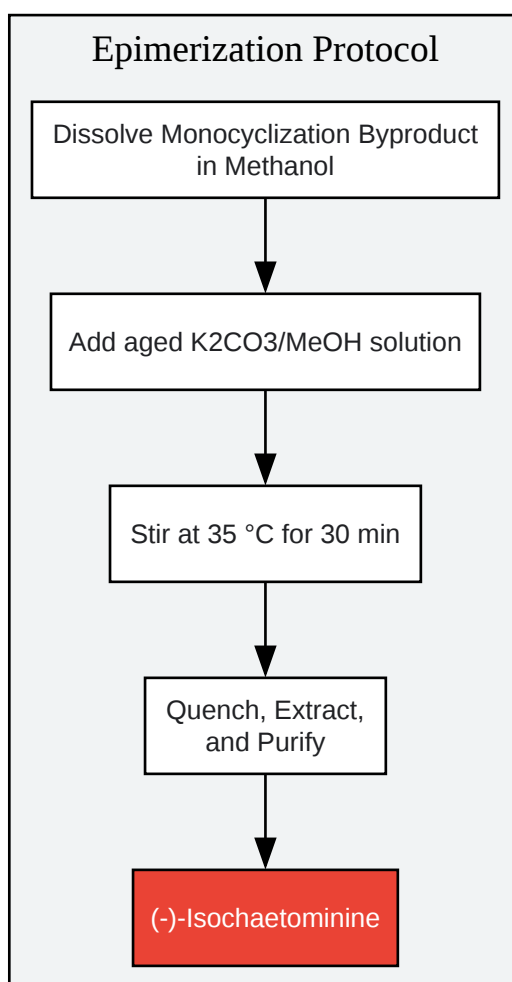 Epimerization Protocol
Dissolve Monocyclization Byproduct
in Methanol
Add aged K2CO3/MeOH solution
Stir at 35 °C for 30 min
Quench, Extract,
and Purify
(-)-Isochaetominine